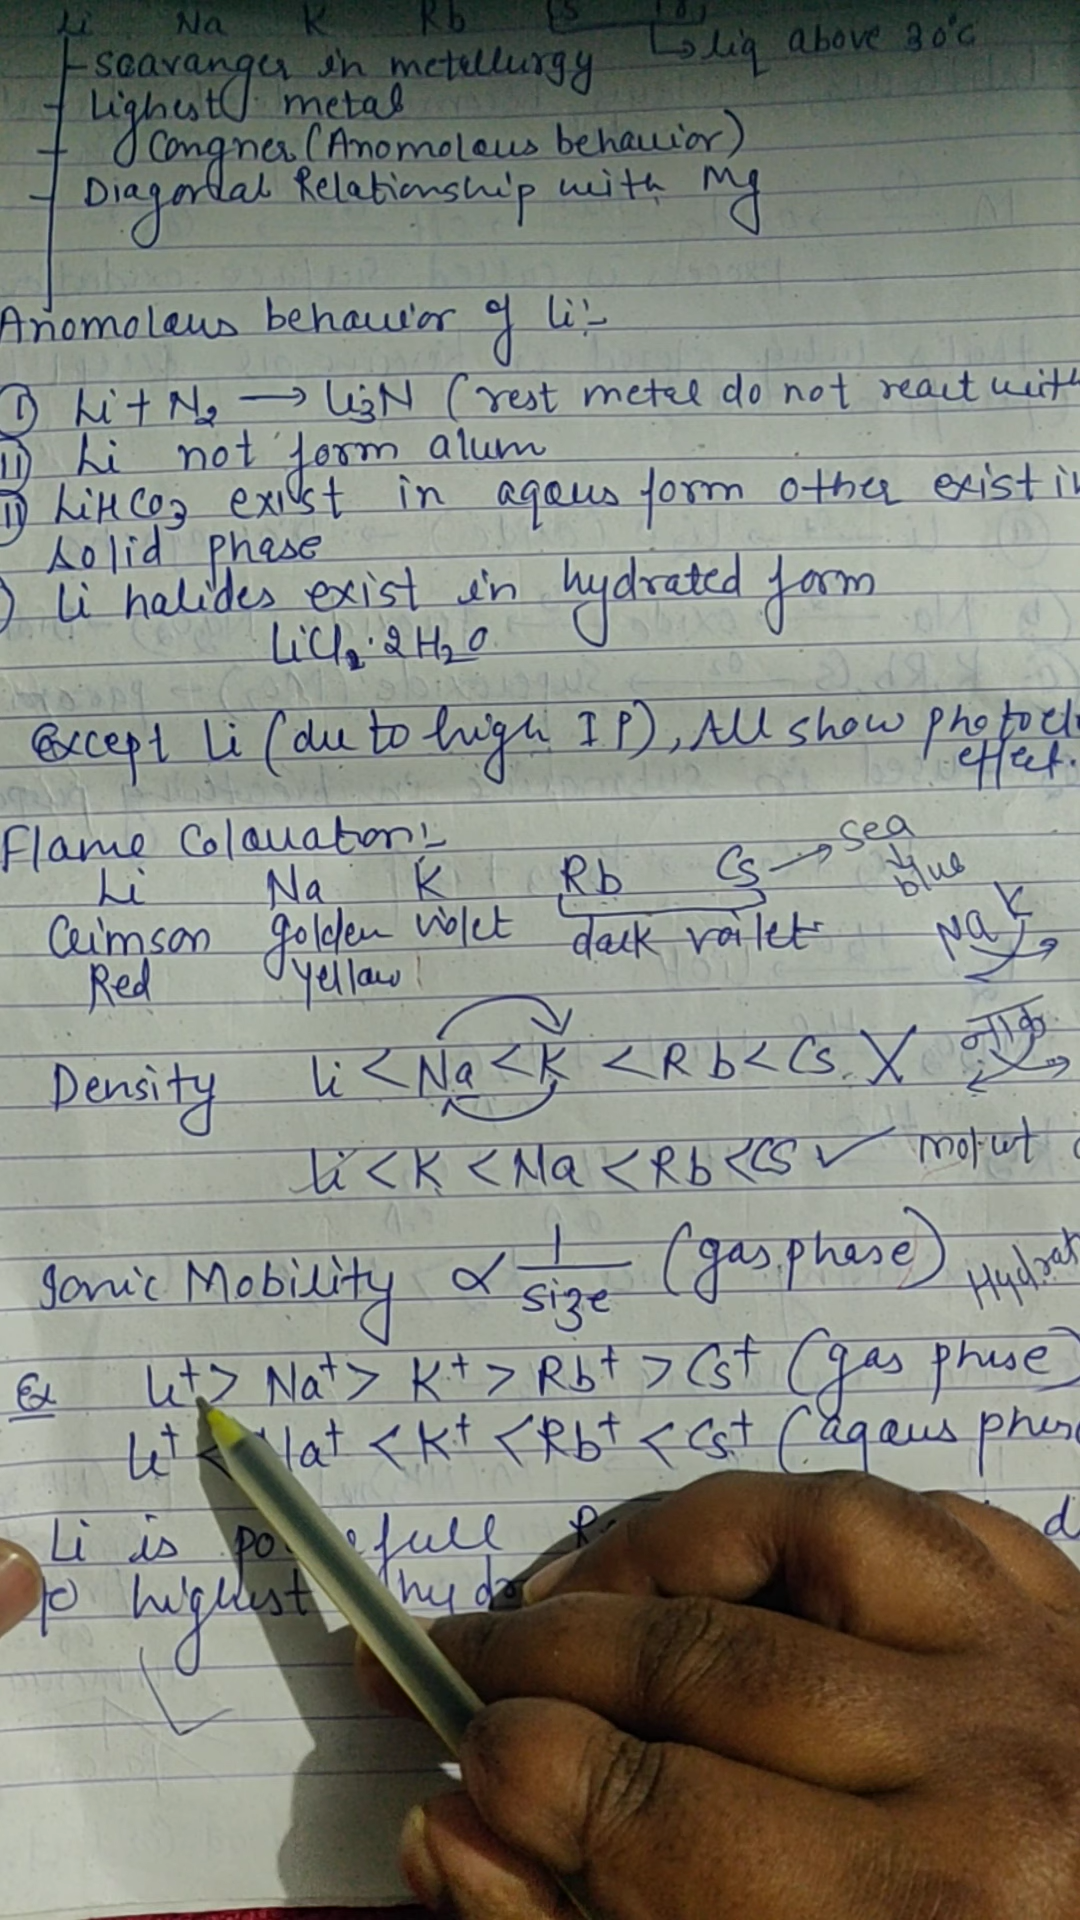 Li Na K Rb Cs
scavanger in metellurgy ↳ liq above 30°C
Lighest metal
Congner (Anomolous behavior)
Diagonal Relationship with Mg
Anomolous behavior of Li:-
(I) Li + N₂ → Li₃N (rest metal do not react with
II) Li not form alum
LiHCO₃ exist in aqous form other exist in
solid phase
Li halides exist in hydrated form
LiCl₂·2H₂O
Except Li (due to high IP), All show photo
effect.
Flame Colouration:-
Li Na K Rb Cs → sea blue
Crimson Red golden yellow violet dark voilet
Na K
Density Li < Na < K < Rb < Cs X नाक
Li < K < Na < Rb < Cs ✓ mol wt
Ionic Mobility ∝ 1/size (gas phase)
Ex Li⁺ > Na⁺ > K⁺ > Rb⁺ > Cs⁺ (gas phase)
Li⁺ < Na⁺ < K⁺ < Rb⁺ < Cs⁺ (aqous
Li is
highest